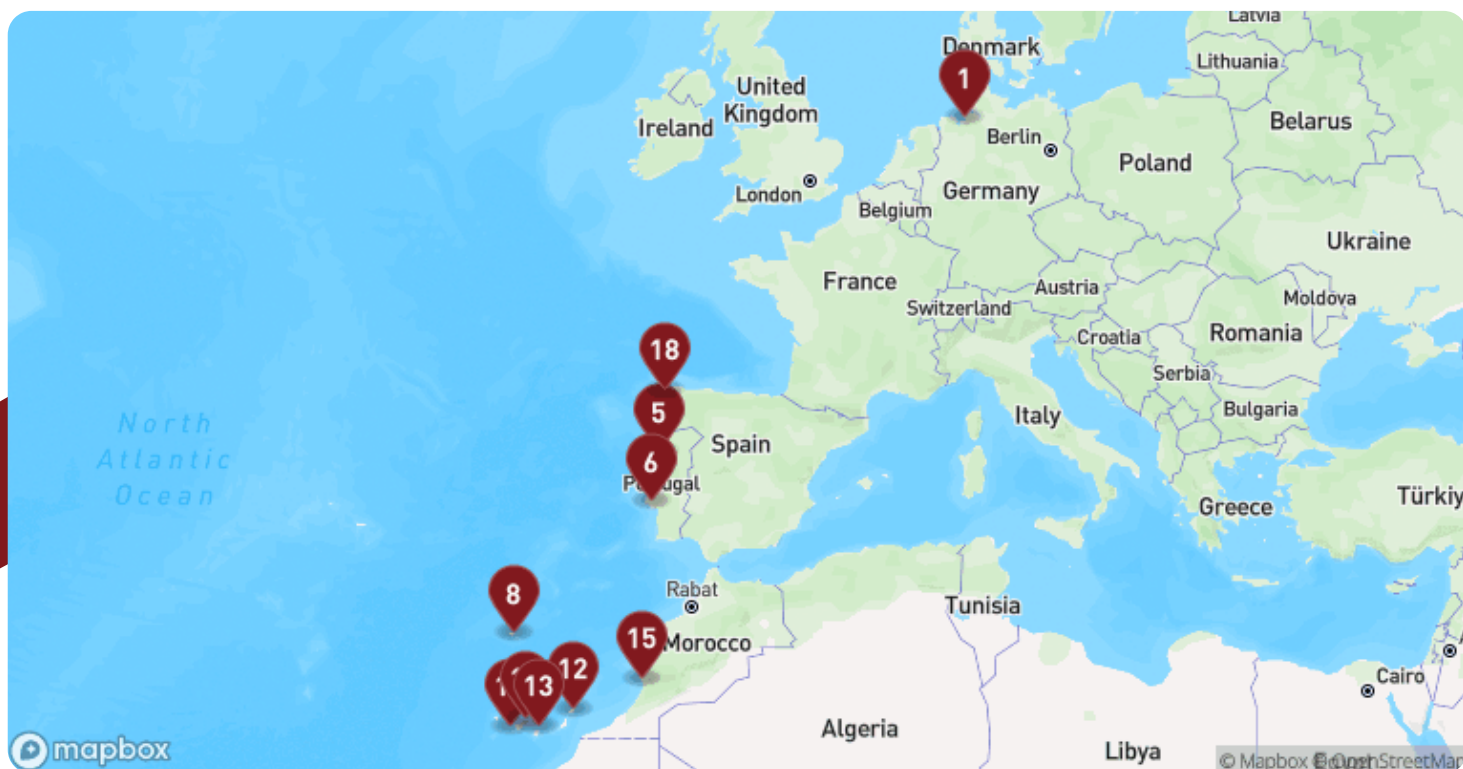 Latvia
Denmark
Lithuania
1
United
Kingdom
Belarus
Ireland
Berlin
Poland
London
Germany
Belgium
Ukraine
France
Austria
Moldova
Switzerland
Romania
Croatia
18
Serbia
5
Italy
Bulgaria
North
Atlantic
Ocean
Spain
6
Portugal
Greece
8
Rabat
Tunisia
15
Morocco
12
13
Cairo
Algeria
Libya
mapbox
© Mapbox